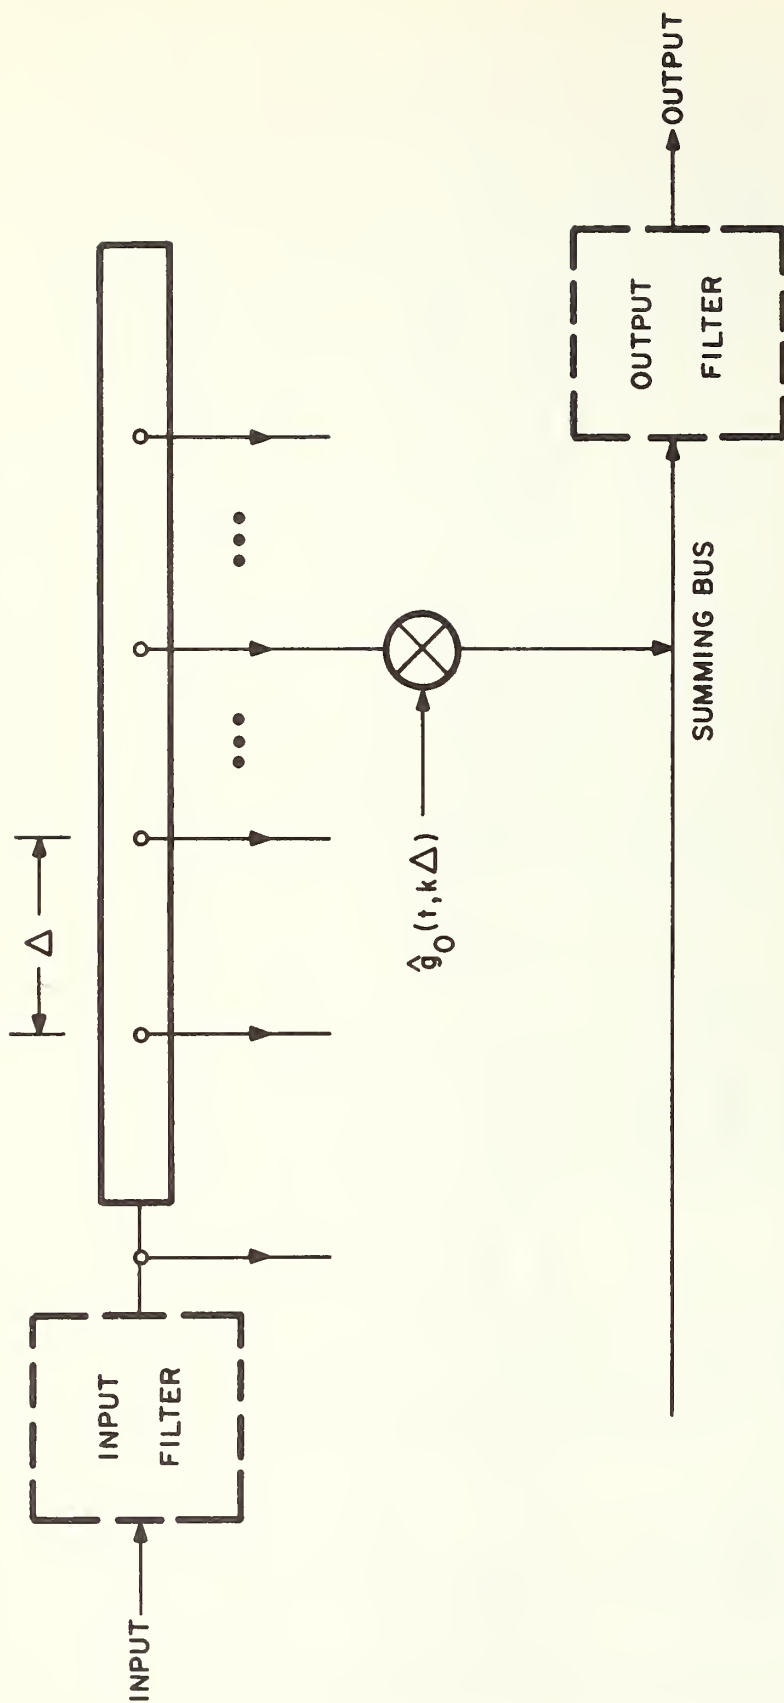 Δ
INPUT
INPUT
FILTER
ĝ₀(t, kΔ)
SUMMING BUS
OUTPUT
FILTER
OUTPUT